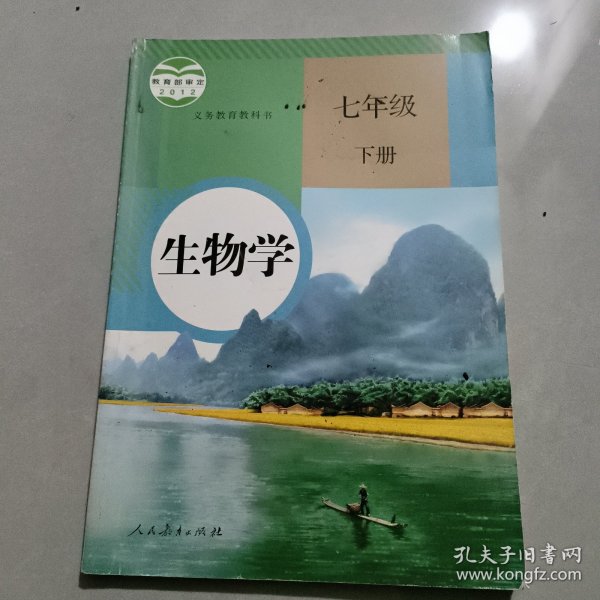 教育部审定
2012
义务教育教科书
七年级
下册
生物学
人民教育出版社
孔夫子旧书网
www.kongfz.com